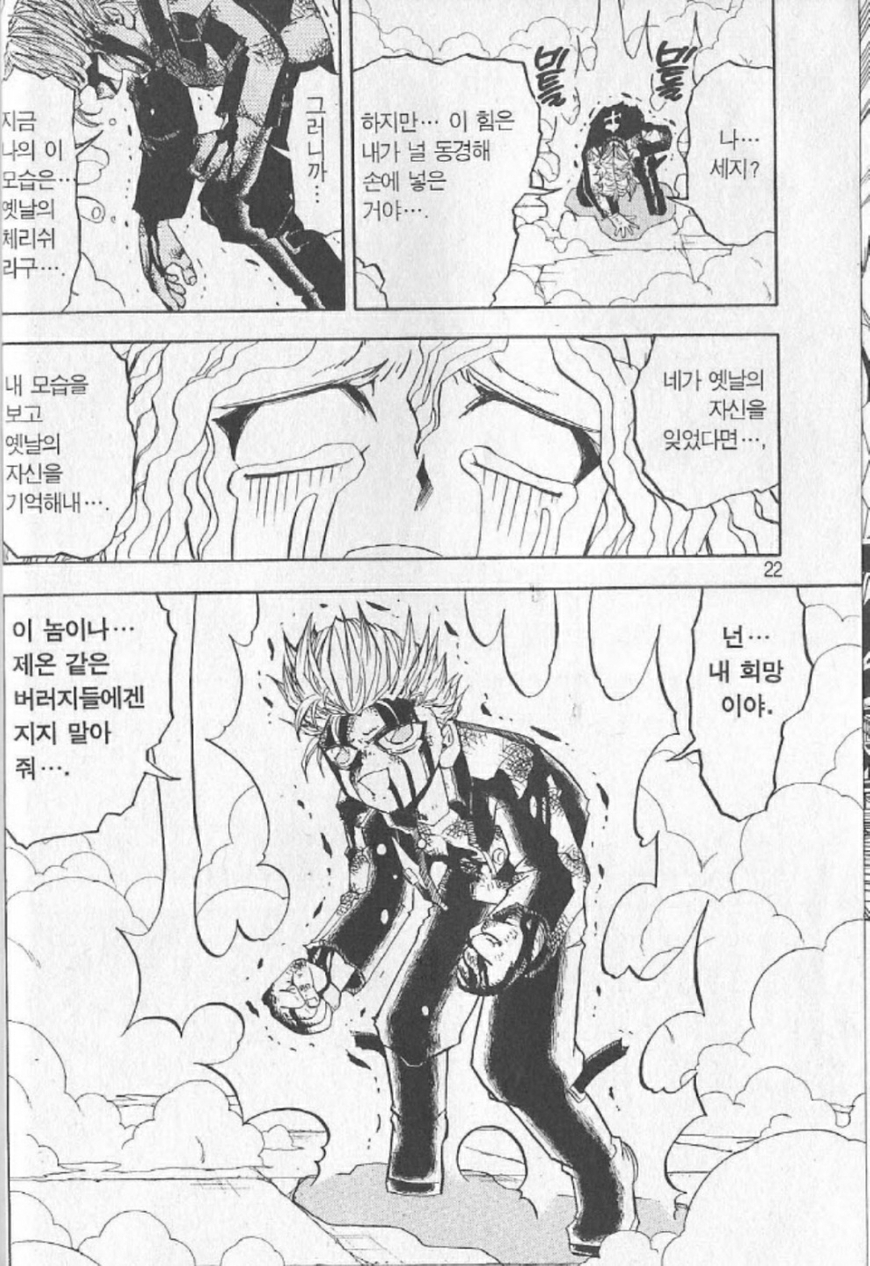 나…
세지?
비틀
비틀
하지만… 이 힘은
내가 널 동경해
손에 넣은
거야….
그러니까…
지금
나의 이
모습은…
옛날의
체리쉬
라구….
네가 옛날의
자신을
잊었다면…,
내 모습을
보고
옛날의
자신을
기억해내….
22
넌…
내 희망
이야.
이 놈이나…
제온 같은
버러지들에겐
지지 말아
줘….